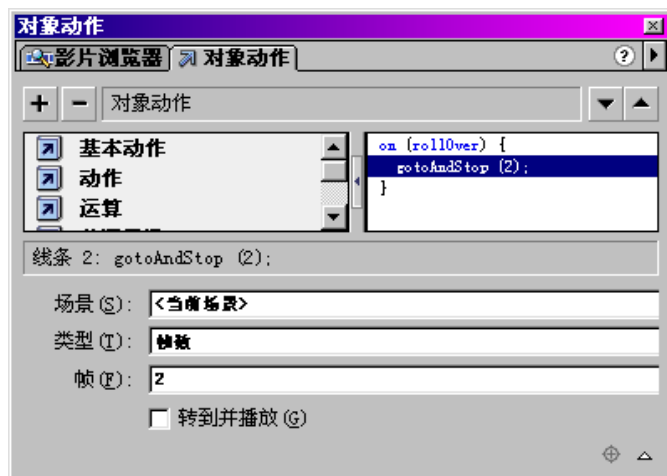 对象动作
影片浏览器 对象动作
?
+ - 对象动作
基本动作
动作
运算
on (rollOver) {
gotoAndStop (2);
}
线条 2: gotoAndStop (2);
场景(S): <当前场景>
类型(T): 帧数
帧(F): 2
转到并播放(G)